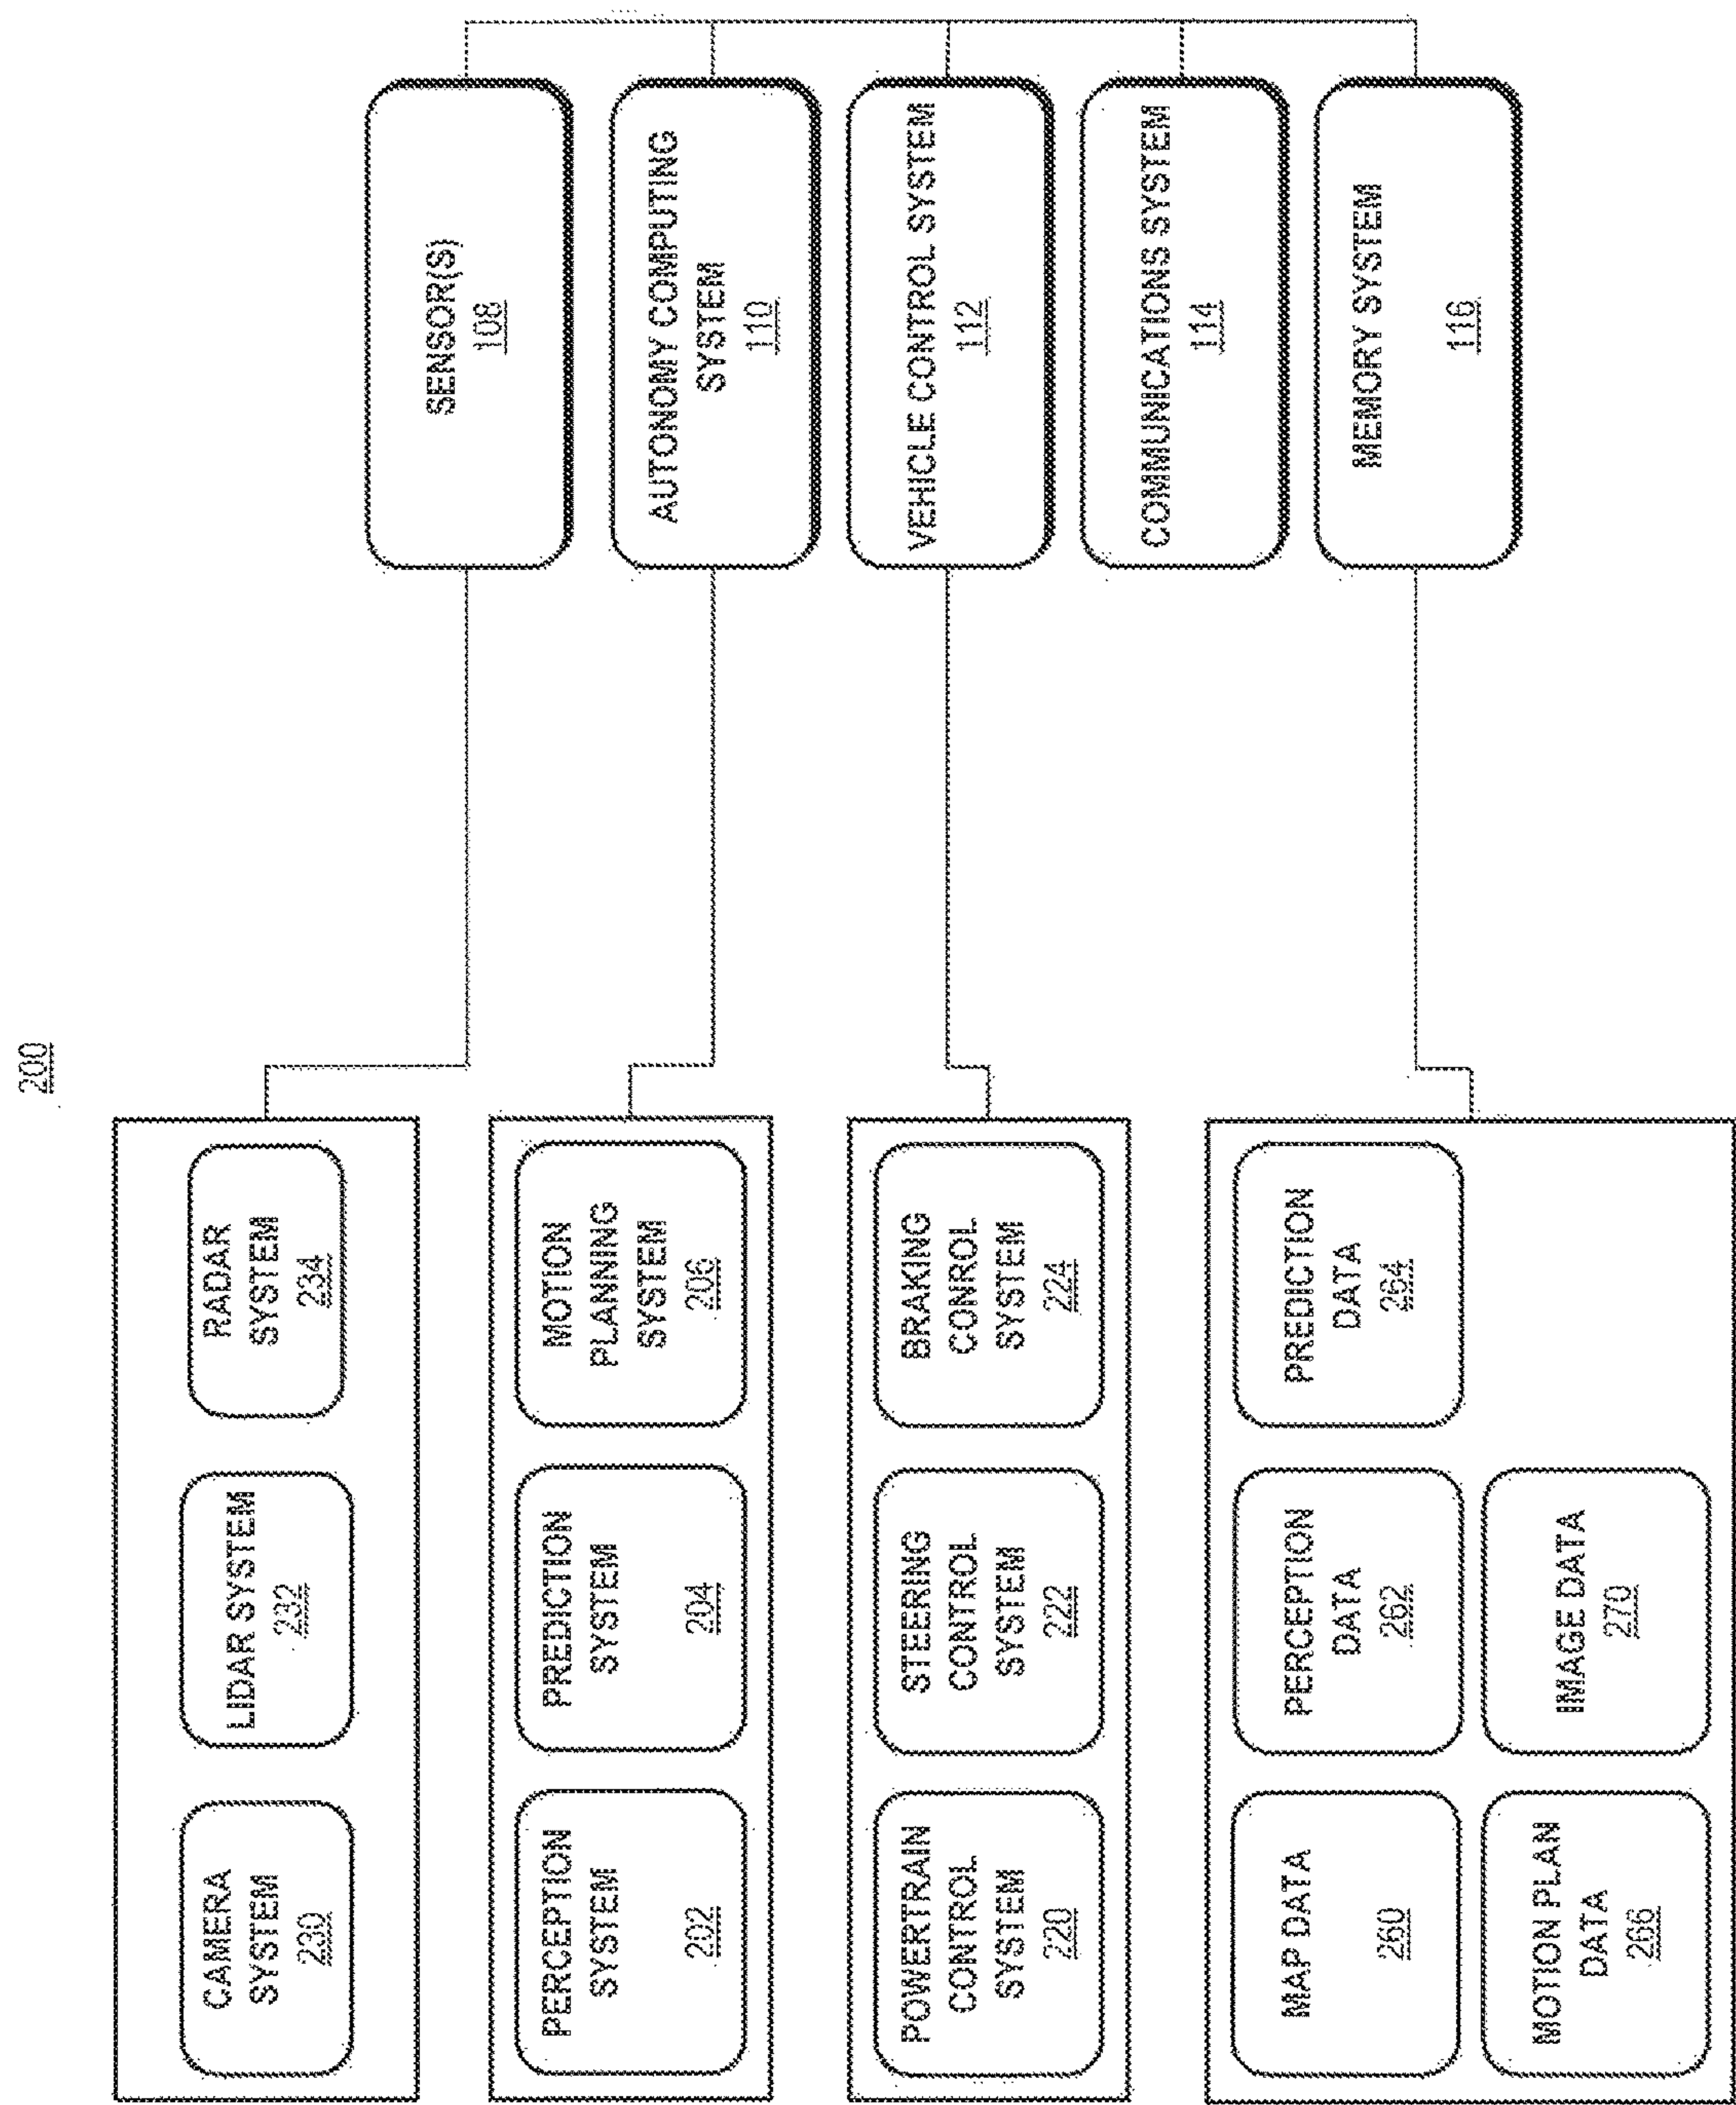 200
CAMERA
SYSTEM
230
LIDAR SYSTEM
232
RADAR
SYSTEM
234
SENSOR(S)
108
PERCEPTION
SYSTEM
202
PREDICTION
SYSTEM
204
MOTION
PLANNING
SYSTEM
206
AUTONOMY COMPUTING
SYSTEM
110
POWERTRAIN
CONTROL
SYSTEM
220
STEERING
CONTROL
SYSTEM
222
BRAKING
CONROL
SYSTEM
224
VEHICLE CONTROL SYSTEM
112
COMMUNICATIONS SYSTEM
114
MAP DATA
260
PERCEPTION
DATA
262
PREDICTION
DATA
264
MOTION PLAN
DATA
266
IMAGE DATA
270
MEMORY SYSTEM
116